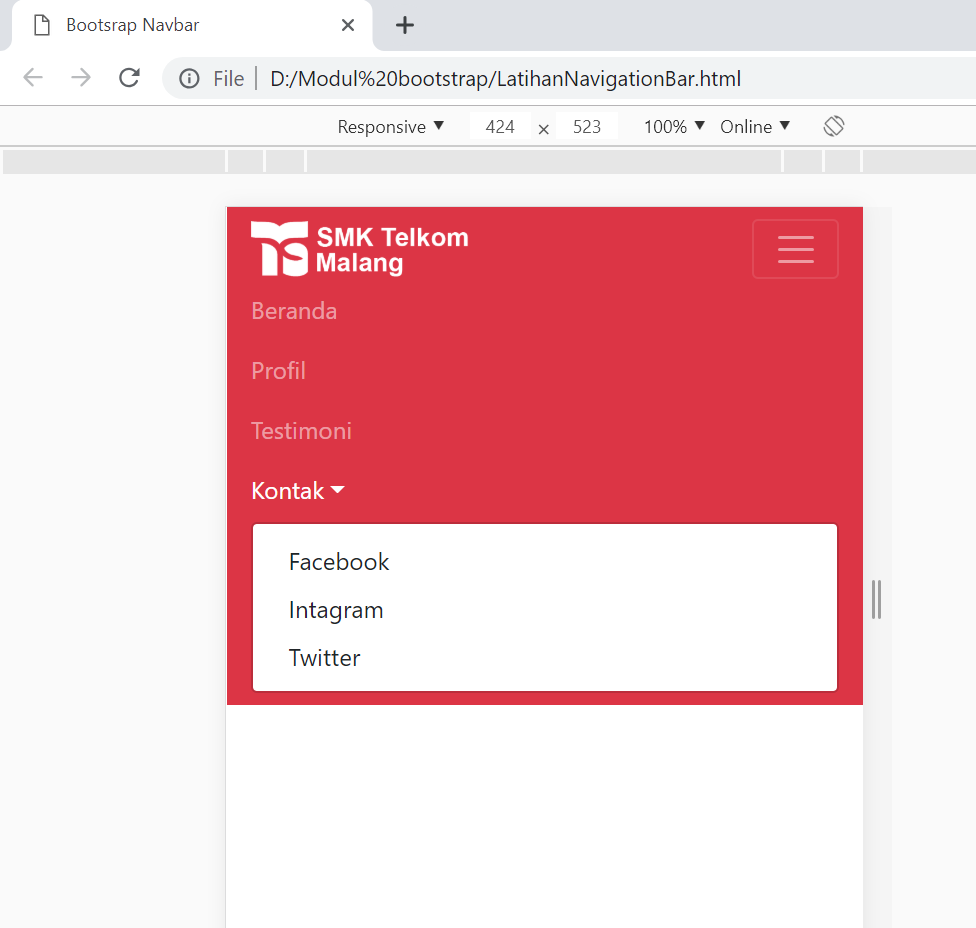 Bootsrap Navbar
File D:/Modul%20bootstrap/LatihanNavigationBar.html
Responsive 424 x 523 100% Online
SMK Telkom
Malang
Beranda
Profil
Testimoni
Kontak
Facebook
Intagram
Twitter